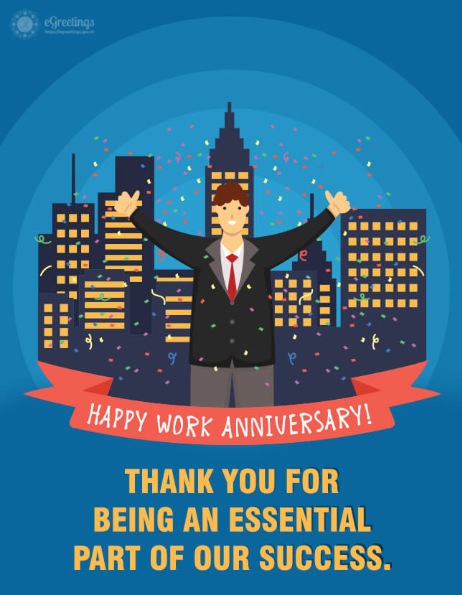 eGreetings
HAPPY WORK ANNIVERSARY!
THANK YOU FOR
BEING AN ESSENTIAL
PART OF OUR SUCCESS.